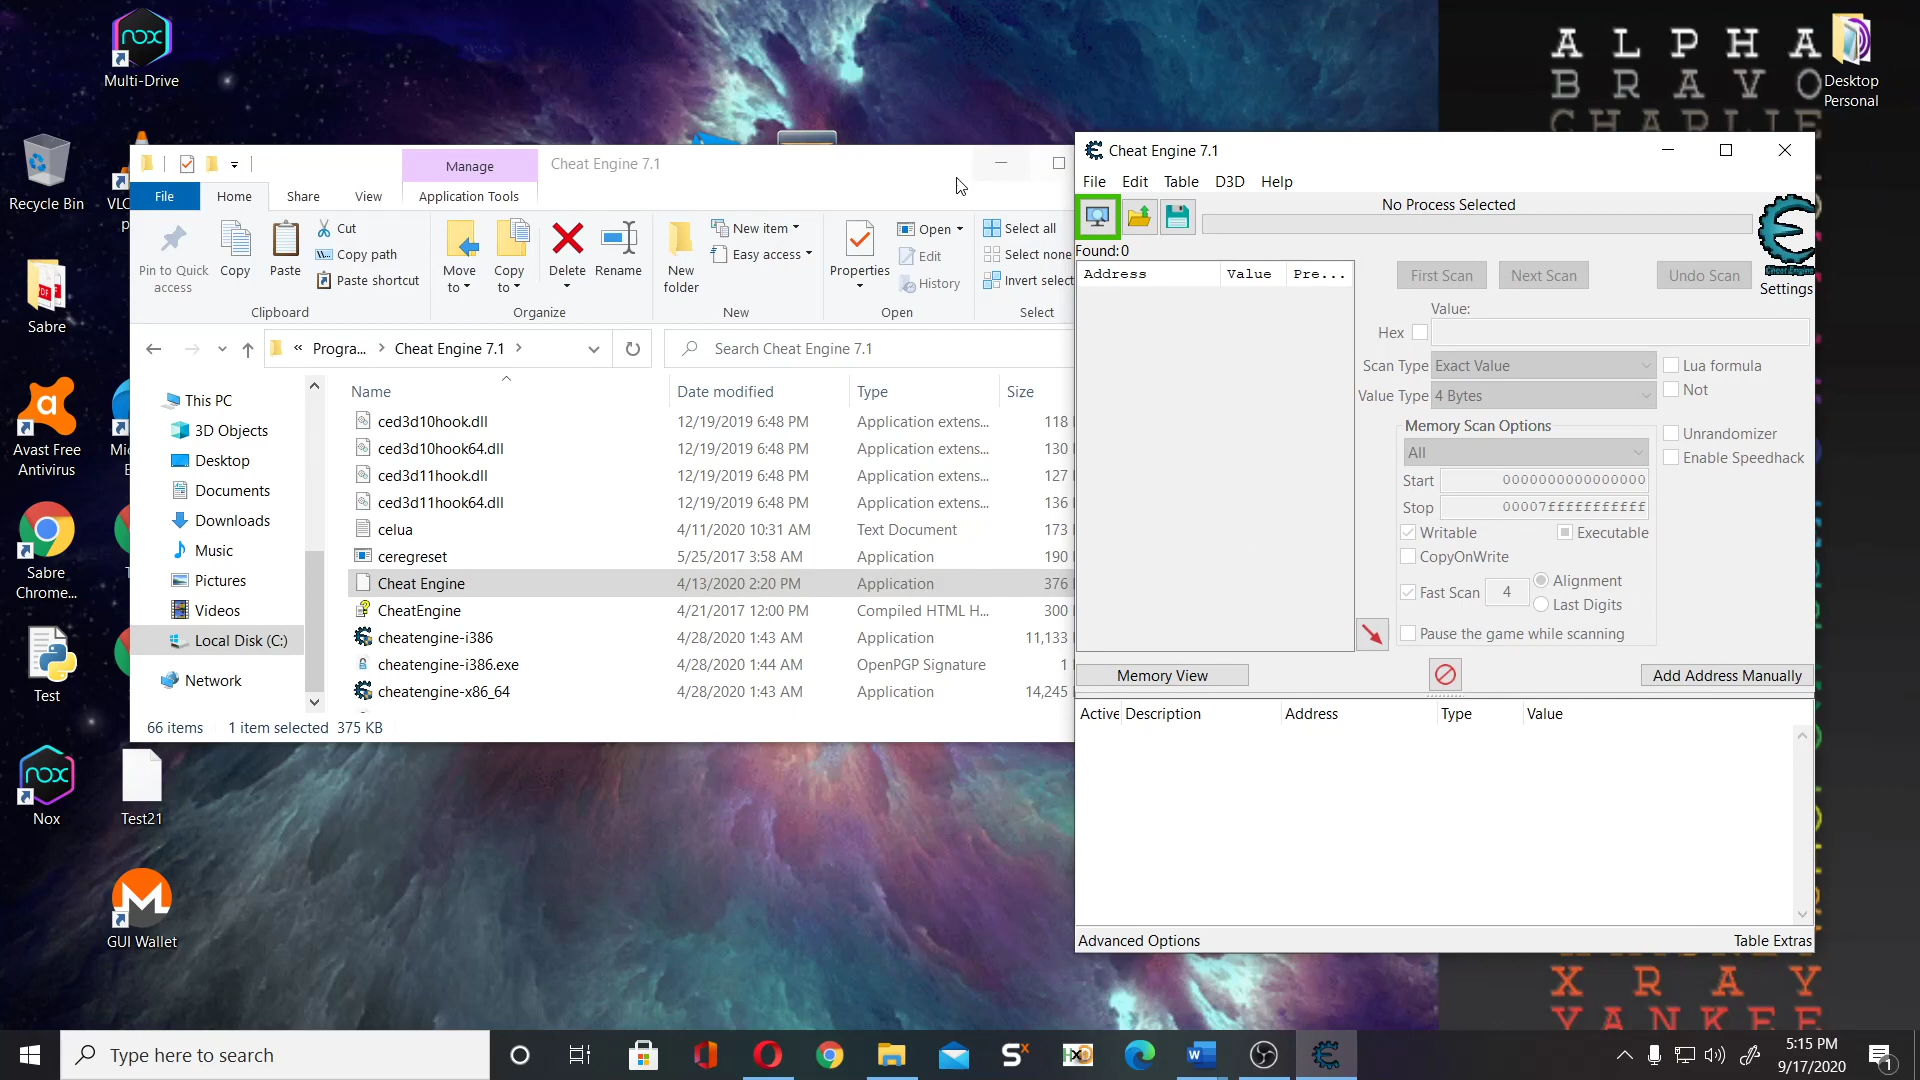 Multi-Drive
Recycle Bin
VLC
p
Sabre
Avast Free
Antivirus
Mic
E
Sabre
Chrome...
T
Test
Nox
Test21
GUI Wallet
Desktop
Personal
ALPHA
BRAVO
CHARLIE
X RAY
YANKEE
Manage
Cheat Engine 7.1
File
Home
Share
View
Application Tools
Pin to Quick
access
Copy
Paste
Cut
Copy path
Paste shortcut
Clipboard
Move
to
Copy
to
Delete
Rename
Organize
New
folder
New item
Easy access
New
Properties
Open
Edit
History
Open
Select all
Select none
Invert select
Select
« Progra... > Cheat Engine 7.1 >
Search Cheat Engine 7.1
This PC
3D Objects
Desktop
Documents
Downloads
Music
Pictures
Videos
Local Disk (C:)
Network
Name Date modified Type Size
ced3d10hook.dll 12/19/2019 6:48 PM Application extens... 118
ced3d10hook64.dll 12/19/2019 6:48 PM Application extens... 130
ced3d11hook.dll 12/19/2019 6:48 PM Application extens... 127
ced3d11hook64.dll 12/19/2019 6:48 PM Application extens... 136
celua 4/11/2020 10:31 AM Text Document 173
ceregreset 5/25/2017 3:58 AM Application 190
Cheat Engine 4/13/2020 2:20 PM Application 376
CheatEngine 4/21/2017 12:00 PM Compiled HTML H... 300
cheatengine-i386 4/28/2020 1:43 AM Application 11,133
cheatengine-i386.exe 4/28/2020 1:44 AM OpenPGP Signature 1
cheatengine-x86_64 4/28/2020 1:43 AM Application 14,245
66 items 1 item selected 375 KB
Cheat Engine 7.1
File Edit Table D3D Help
No Process Selected
Found:0
Address Value Pre...
First Scan Next Scan Undo Scan
Cheat Engine
Settings
Value:
Hex
Scan Type Exact Value
Lua formula
Value Type 4 Bytes
Not
Memory Scan Options
All
Unrandomizer
Enable Speedhack
Start 0000000000000000
Stop 00007fffffffffff
Writable Executable
CopyOnWrite
Fast Scan 4
Alignment
Last Digits
Pause the game while scanning
Memory View
Add Address Manually
Active Description Address Type Value
Advanced Options
Table Extras
Type here to search
5:15 PM
9/17/2020
1